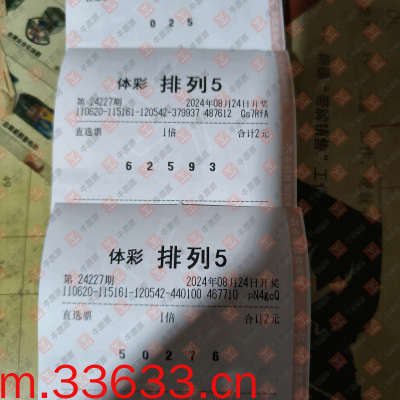 0 2 5
体彩 排列5
第 24227期 2024年08月24日开奖
110620-115161-120542-379937 487612 Gs7RfA
直选票 1倍 合计2元
6 2 5 9 3
体彩 排列5
第 24227期 2024年08月24日开奖
110620-115161-120542-440100 467710 pN4gcQ
直选票 1倍 合计2元
5 0 2 7 6
m.33633.cn